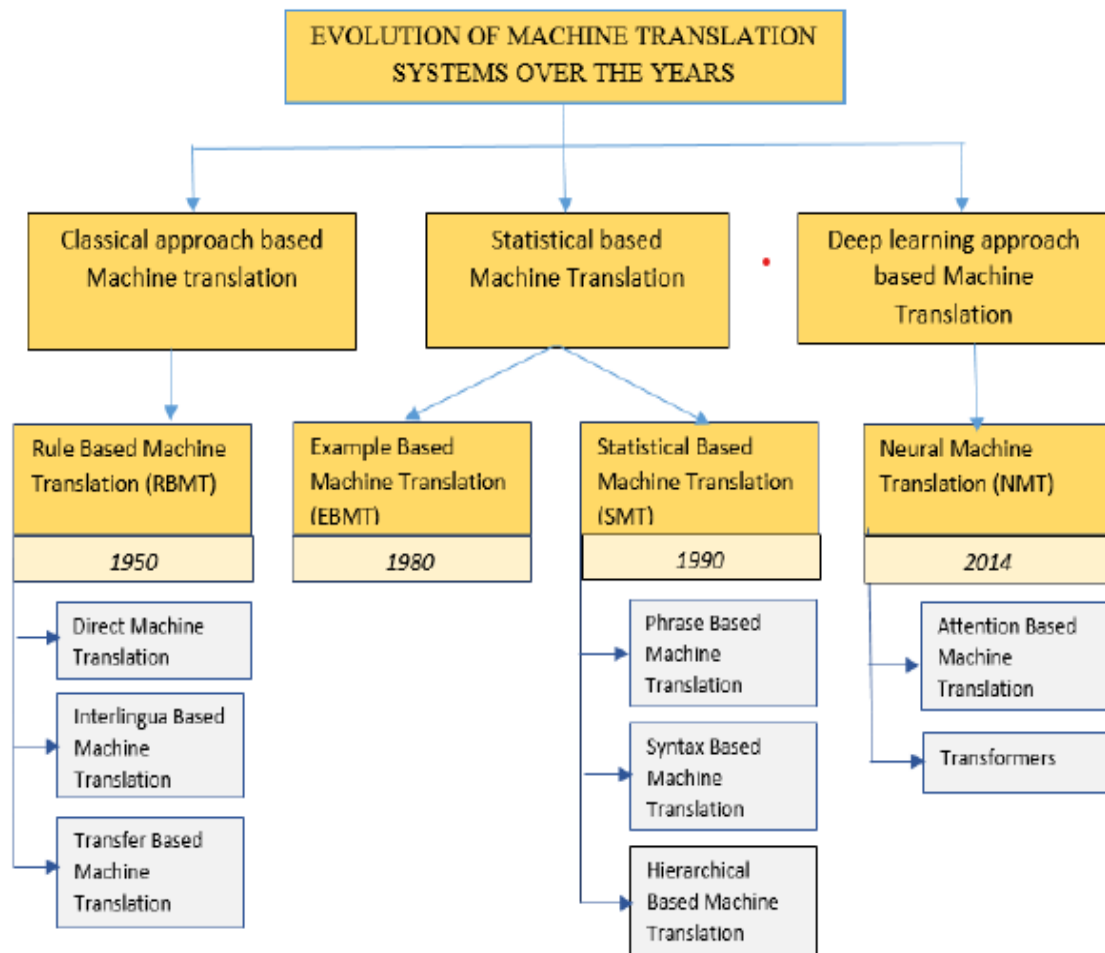 EVOLUTION OF MACHINE TRANSLATION
SYSTEMS OVER THE YEARS
Classical approach based
Machine translation
Statistical based
Machine Translation
Deep learning approach
based Machine
Translation
Rule Based Machine
Translation (RBMT)
1950
Direct Machine
Translation
Interlingua Based
Machine
Translation
Transfer Based
Machine
Translation
Example Based
Machine Translation
(EBMT)
1980
Statistical Based
Machine Translation
(SMT)
1990
Phrase Based
Machine
Translation
Syntax Based
Machine
Translation
Hierarchical
Based Machine
Translation
Neural Machine
Translation (NMT)
2014
Attention Based
Machine
Translation
Transformers